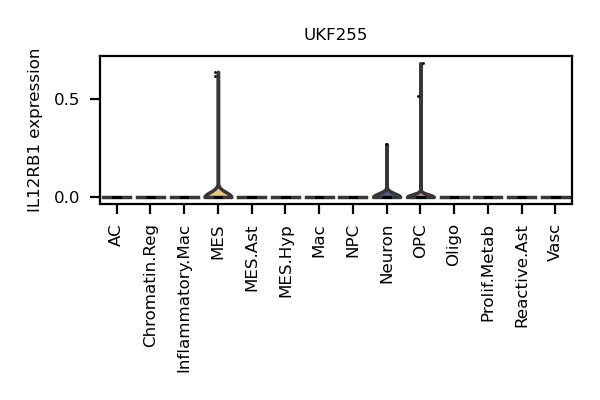 UKF255
IL12RB1 expression
0.5
0.0
AC
Chromatin.Reg
Inflammatory.Mac
MES
MES.Ast
MES.Hyp
Mac
NPC
Neuron
OPC
Oligo
Prolif.Metab
Reactive.Ast
Vasc